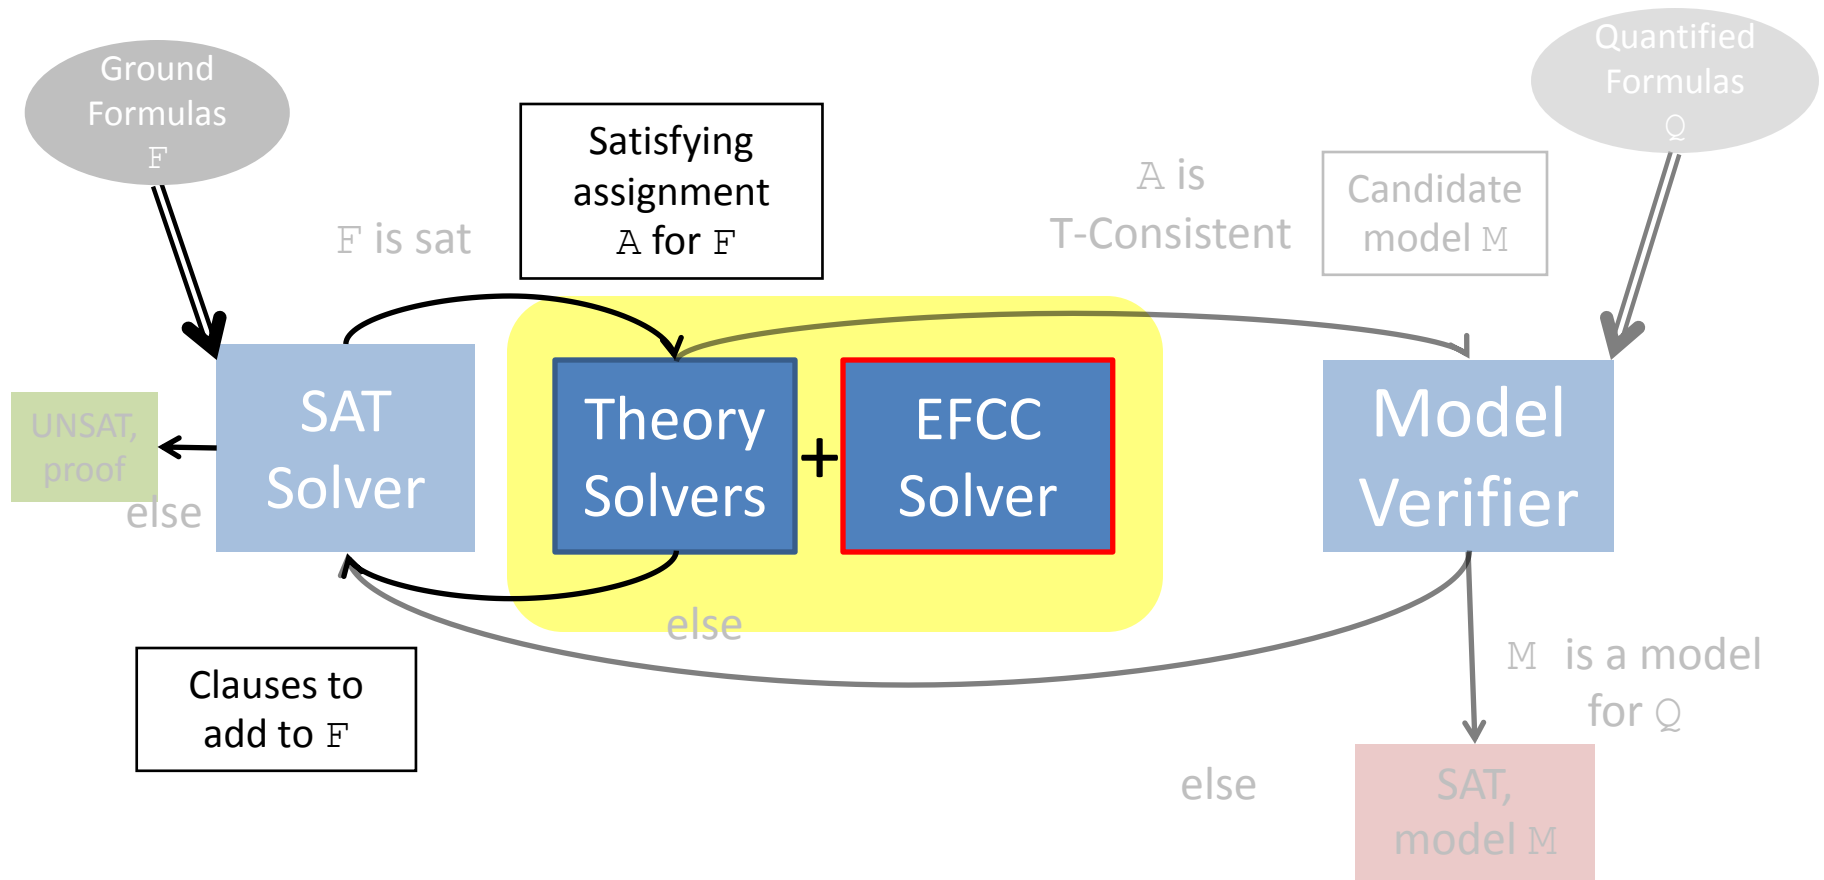 Ground
Formulas
F
Quantified
Formulas
Q
Satisfying
assignment
A for F
F is sat
A is
T-Consistent
Candidate
model M
UNSAT,
proof
else
SAT
Solver
Theory
Solvers
+
EFCC
Solver
Model
Verifier
else
Clauses to
add to F
M is a model
for Q
else
SAT,
model M